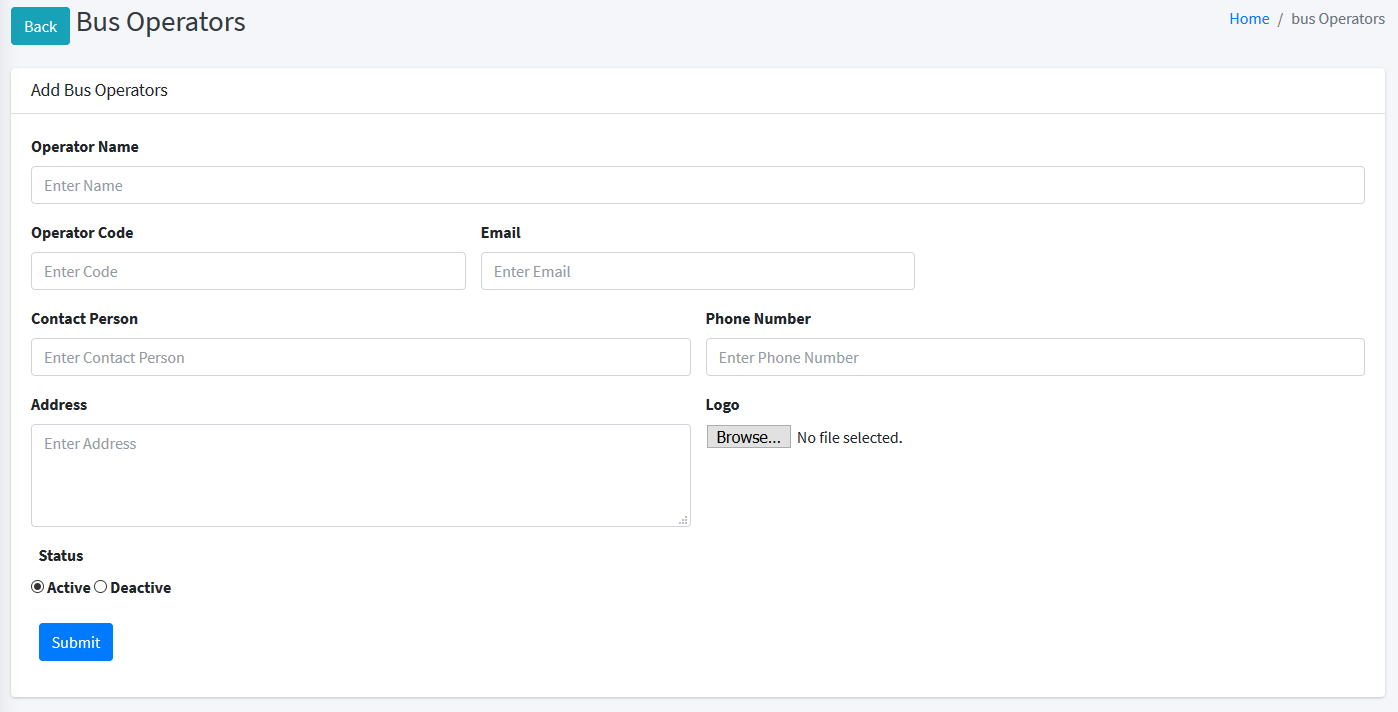 Back Bus Operators
Home / bus Operators
Add Bus Operators
Operator Name
Enter Name
Operator Code Email
Enter Code Enter Email
Contact Person Phone Number
Enter Contact Person Enter Phone Number
Address Logo
Enter Address Browse... No file selected.
Status
Active Deactive
Submit